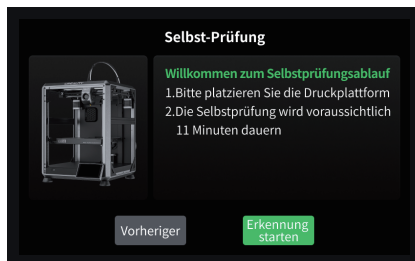 Selbst-Prüfung
Willkommen zum Selbstprüfungsablauf
1.Bitte platzieren Sie die Druckplattform
2.Die Selbstprüfung wird voraussichtlich
11 Minuten dauern
Vorheriger
Erkennung
starten